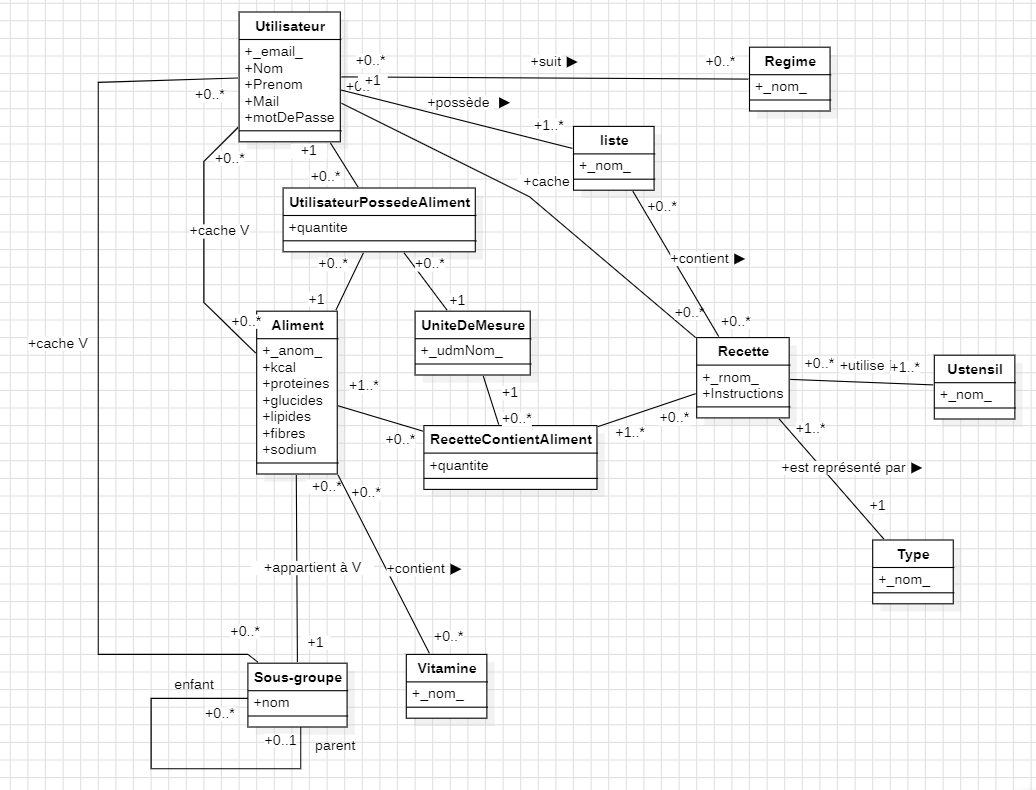 Utilisateur
+_email_
+Nom
+Prenom
+Mail
+motDePasse
+0..*
+suit ▶
+0..*
Regime
+_nom_
+0..*
+1
+0..*
+possède ▶
+1..*
liste
+_nom_
+0..*
+1
+0..*
+cache
+0..*
UtilisateurPossedeAliment
+quantite
+cache V
+contient ▶
+0..*
+0..*
+1
+1
+0..*
+0..*
+0..*
+cache V
Aliment
+_anom_
+kcal
+proteines
+glucides
+lipides
+fibres
+sodium
UniteDeMesure
+_udmNom_
Recette
+_rnom_
+Instructions
+0..*
+utilise
+1..*
Ustensil
+_nom_
+1..*
+1
+0..*
+0..*
+0..*
+1..*
+1..*
RecetteContientAliment
+quantite
+est représenté par ▶
+0..*
+0..*
+1
+appartient à V
+contient ▶
Type
+_nom_
+0..*
+1
+0..*
Sous-groupe
+nom
Vitamine
+_nom_
enfant
+0..*
+0..1
parent